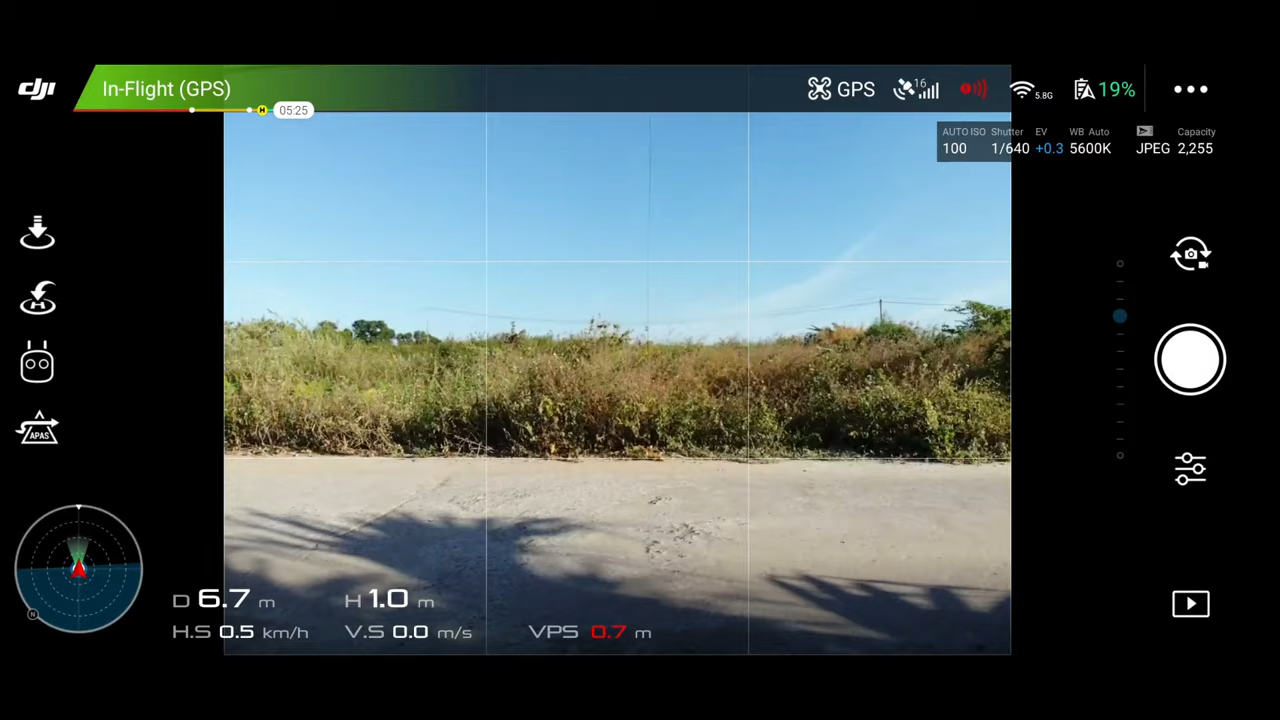 dji In-Flight (GPS) GPS 16 5.8G 19%
H 05:25
AUTO ISO Shutter EV WB Auto Capacity
100 1/640 +0.3 5600K JPEG 2,255
H
APAS
N
D 6.7 m H 1.0 m
H.S 0.5 km/h V.S 0.0 m/s VPS 0.7 m